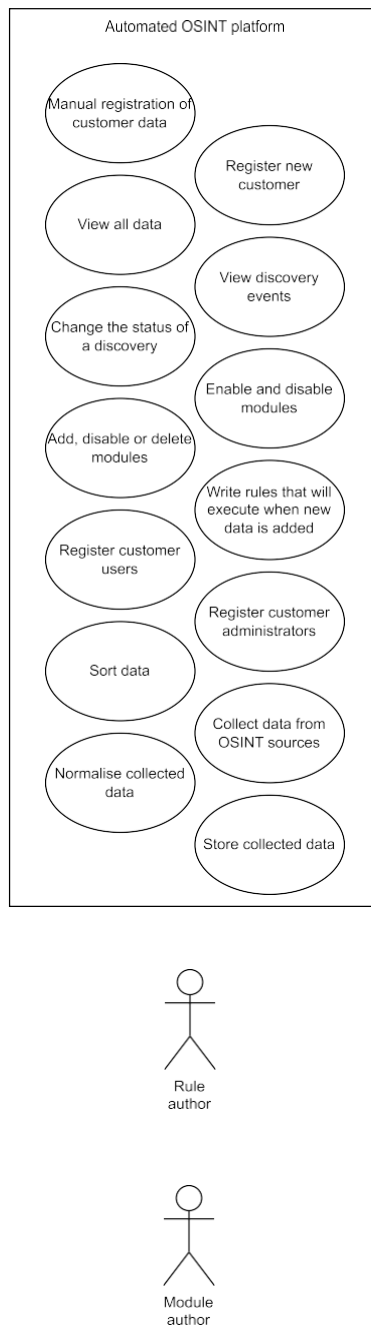 Automated OSINT platform
Manual registration of
customer data
Register new
customer
View all data
View discovery
events
Change the status of
a discovery
Enable and disable
modules
Add, disable or delete
modules
Write rules that will
execute when new
data is added
Register customer
users
Register customer
administrators
Sort data
Collect data from
OSINT sources
Normalise collected
data
Store collected data
Rule
author
Module
author